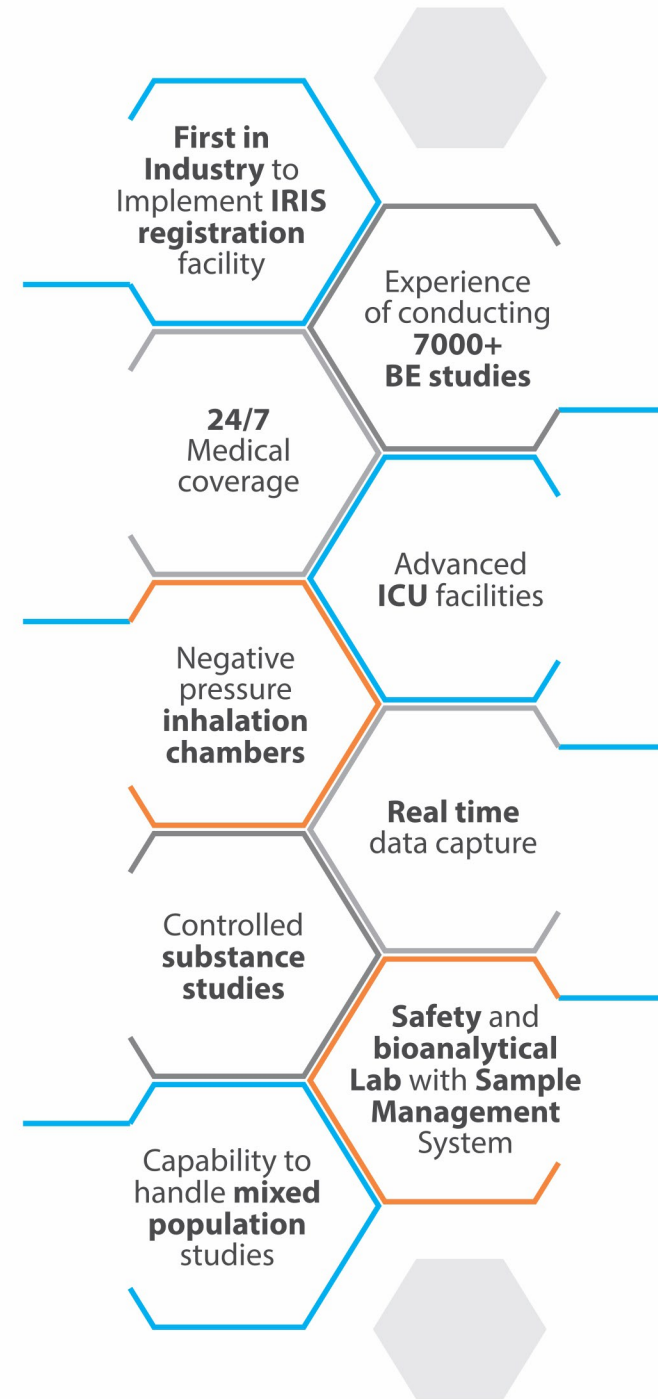 First in
Industry to
Implement IRIS
registration
facility
Experience
of conducting
7000+
BE studies
24/7
Medical
coverage
Advanced
ICU facilities
Negative
pressure
inhalation
chambers
Real time
data capture
Controlled
substance
studies
Safety and
bioanalytical
Lab with Sample
Management
System
Capability to
handle mixed
population
studies